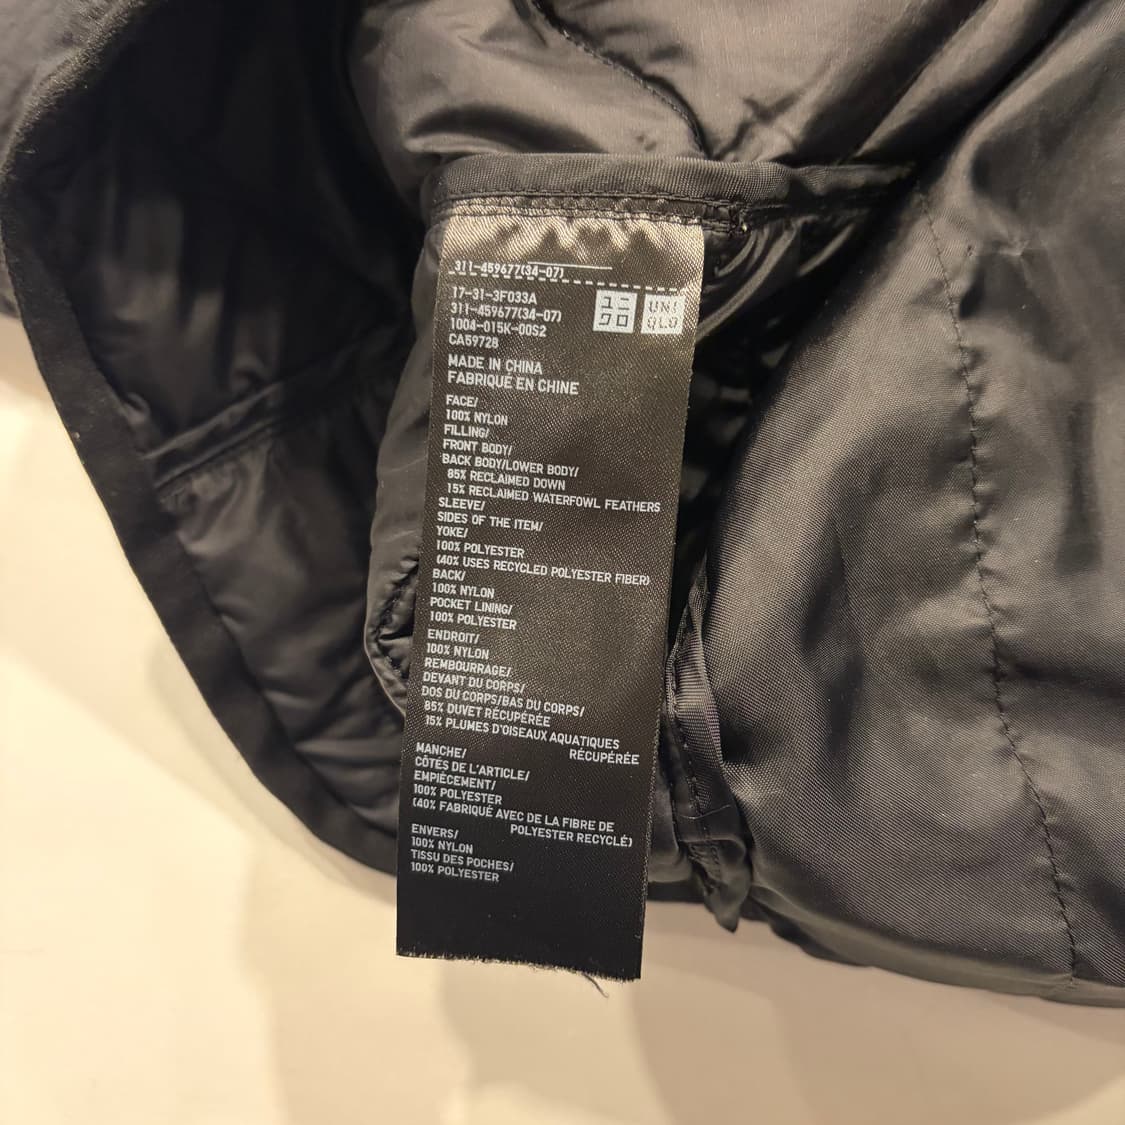 311-459677(34-07)
17-31-3F033A
311-459677(34-07)
1004-015K-00S2
CA59728
ユニ
クロ
UNI
QLO
MADE IN CHINA
FABRIQUÉ EN CHINE
FACE/
100% NYLON
FILLING/
FRONT BODY/
BACK BODY/LOWER BODY/
85% RECLAIMED DOWN
15% RECLAIMED WATERFOWL FEATHERS
SLEEVE/
SIDES OF THE ITEM/
YOKE/
100% POLYESTER
(40% USES RECYCLED POLYESTER FIBER)
BACK/
100% NYLON
POCKET LINING/
100% POLYESTER
ENDROIT/
100% NYLON
REMBOURRAGE/
DEVANT DU CORPS/
DOS DU CORPS/BAS DU CORPS/
85% DUVET RÉCUPÉRÉE
15% PLUMES D'OISEAUX AQUATIQUES
RÉCUPÉRÉE
MANCHE/
CÔTÉS DE L'ARTICLE/
EMPIÈCEMENT/
100% POLYESTER
(40% FABRIQUÉ AVEC DE LA FIBRE DE
POLYESTER RECYCLÉ)
ENVERS/
100% NYLON
TISSU DES POCHES/
100% POLYESTER